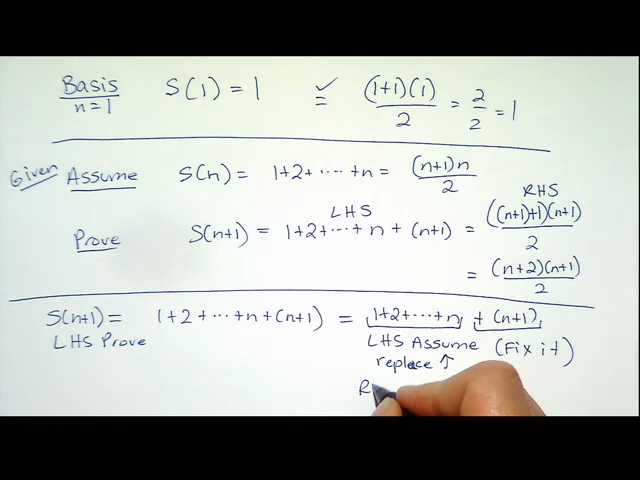 Basis S(1) = 1 ✓ = (1+1)(1)/2 = 2/2 = 1
n=1
Given Assume S(n) = 1+2+ ····· +n = (n+1)n/2
LHS RHS
Prove S(n+1) = 1+2+···+n + (n+1) = ((n+1)+1)(n+1)/2
= (n+2)(n+1)/2
S(n+1) = 1+2+ ··· +n+(n+1) = 1+2+···+n + (n+1)
LHS Prove LHS Assume (Fix it)
replace ↑
R